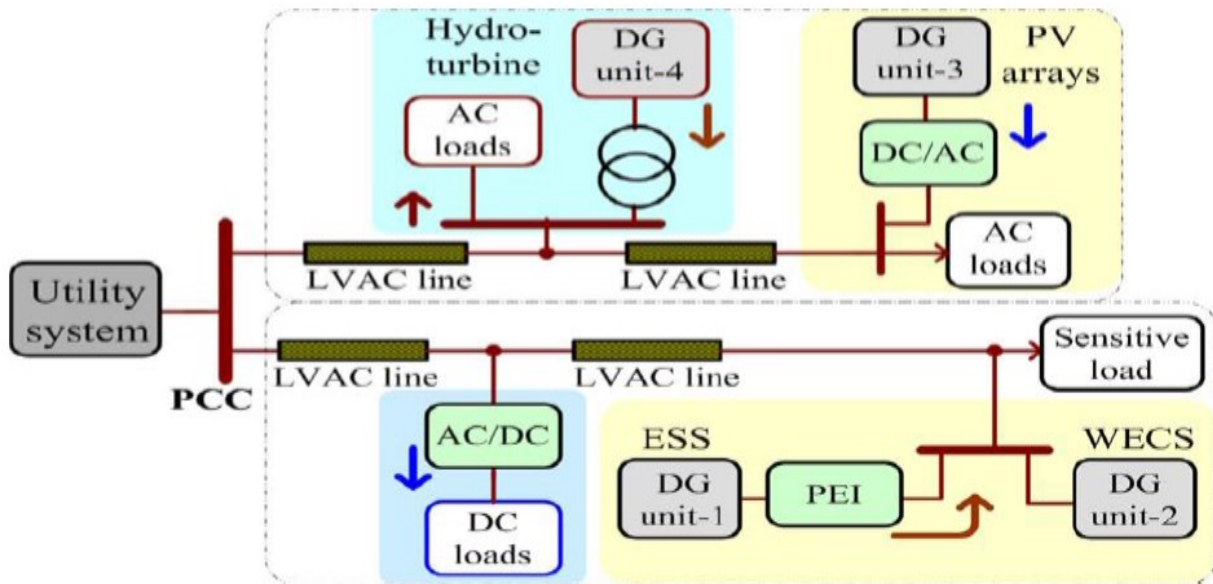 Hydro-
turbine
DG
unit-4
DG
unit-3
PV
arrays
AC
loads
DC/AC
LVAC line
LVAC line
AC
loads
Utility
system
PCC
LVAC line
LVAC line
Sensitive
load
AC/DC
DC
loads
ESS
WECS
DG
unit-1
PEI
DG
unit-2